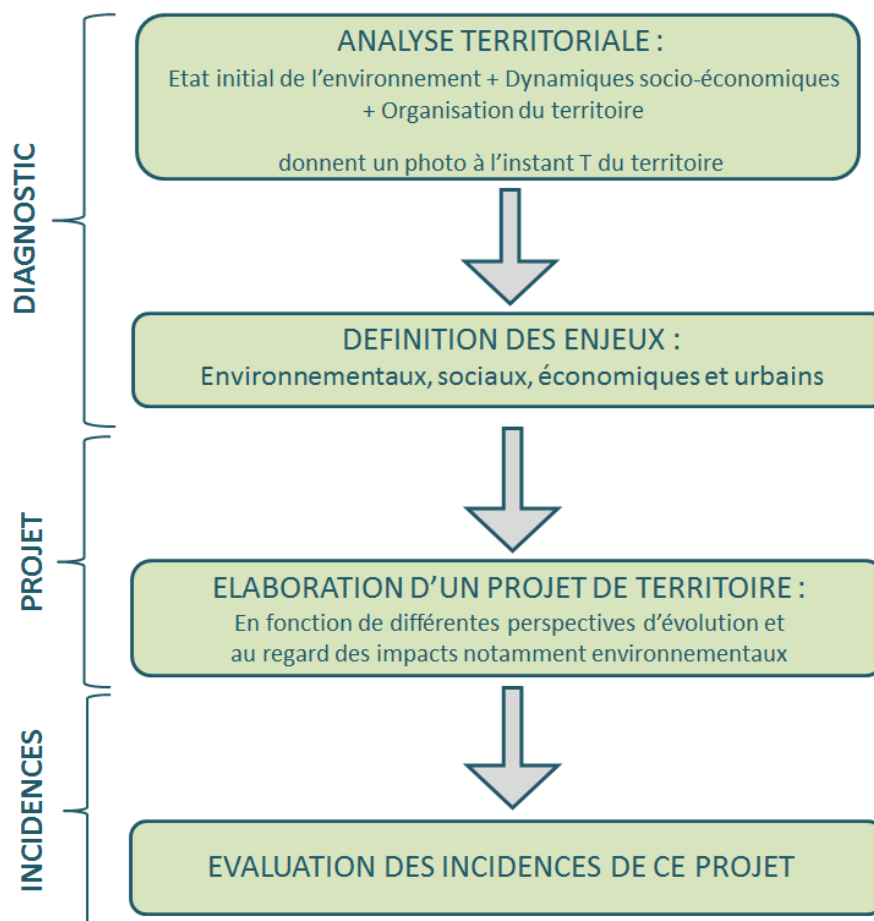 DIAGNOSTIC
ANALYSE TERRITORIALE :
Etat initial de l’environnement + Dynamiques socio-économiques
+ Organisation du territoire
donnent un photo à l’instant T du territoire
DEFINITION DES ENJEUX :
Environnementaux, sociaux, économiques et urbains
PROJET
ELABORATION D’UN PROJET DE TERRITOIRE :
En fonction de différentes perspectives d’évolution et
au regard des impacts notamment environnementaux
INCIDENCES
EVALUATION DES INCIDENCES DE CE PROJET